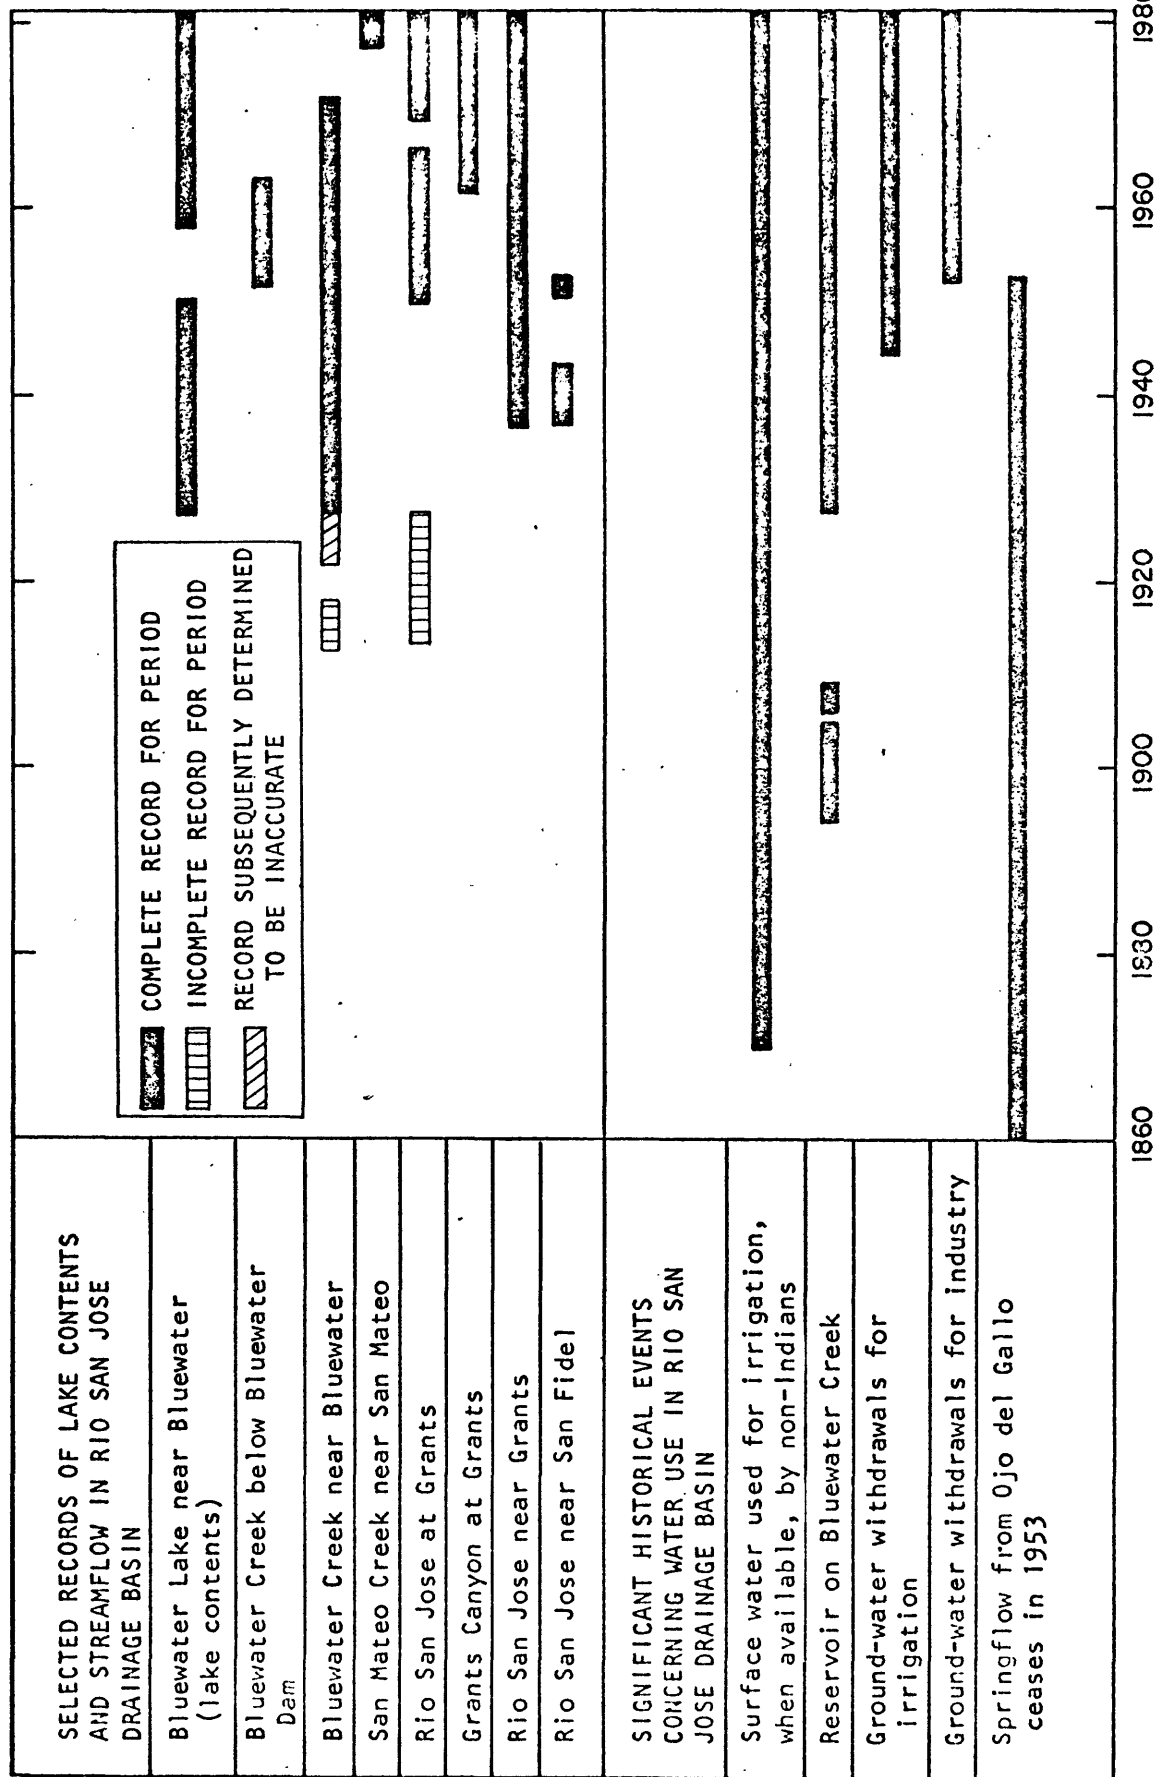 SELECTED RECORDS OF LAKE CONTENTS
AND STREAMFLOW IN RIO SAN JOSE
DRAINAGE BASIN
Bluewater Lake near Bluewater
(lake contents)
Bluewater Creek below Bluewater
Dam
Bluewater Creek near Bluewater
San Mateo Creek near San Mateo
Rio San Jose at Grants
Grants Canyon at Grants
Rio San Jose near Grants
Rio San Jose near San Fidel
COMPLETE RECORD FOR PERIOD
INCOMPLETE RECORD FOR PERIOD
RECORD SUBSEQUENTLY DETERMINED
TO BE INACCURATE
SIGNIFICANT HISTORICAL EVENTS
CONCERNING WATER USE IN RIO SAN
JOSE DRAINAGE BASIN
Surface water used for irrigation,
when available, by non-Indians
Reservoir on Bluewater Creek
Ground-water withdrawals for
irrigation
Ground-water withdrawals for industry
Springflow from Ojo del Gallo
ceases in 1953
1860 1880 1900 1920 1940 1960 1980